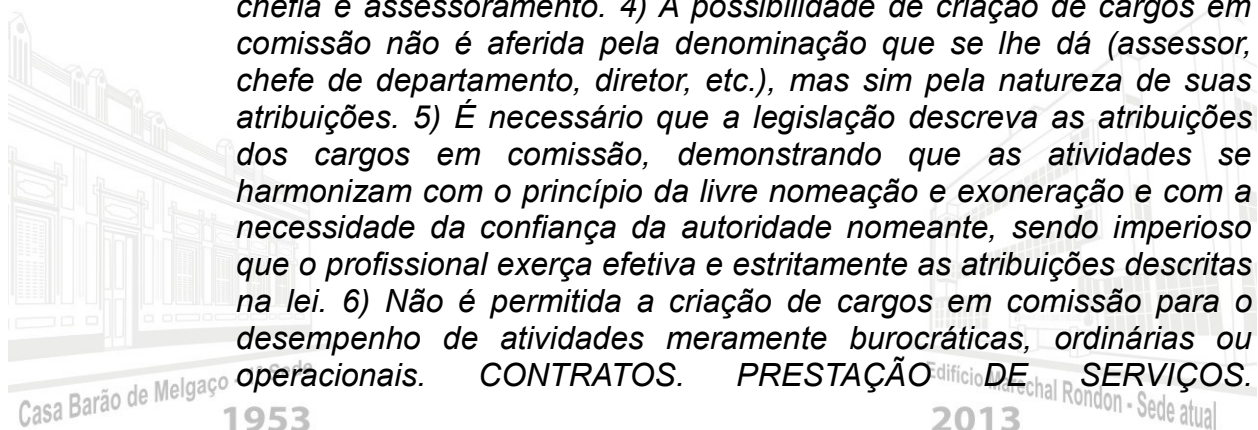 chefia e assessoramento. 4) A possibilidade de criação de cargos em
comissão não é aferida pela denominação que se lhe dá (assessor,
chefe de departamento, diretor, etc.), mas sim pela natureza de suas
atribuições. 5) É necessário que a legislação descreva as atribuições
dos cargos em comissão, demonstrando que as atividades se
harmonizam com o princípio da livre nomeação e exoneração e com a
necessidade da confiança da autoridade nomeante, sendo imperioso
que o profissional exerça efetiva e estritamente as atribuições descritas
na lei. 6) Não é permitida a criação de cargos em comissão para o
desempenho de atividades meramente burocráticas, ordinárias ou
operacionais. CONTRATOS. PRESTAÇÃO DE SERVIÇOS.
Casa Barão de Melgaço
1953
Edifício Marechal Rondon - Sede atual
2013